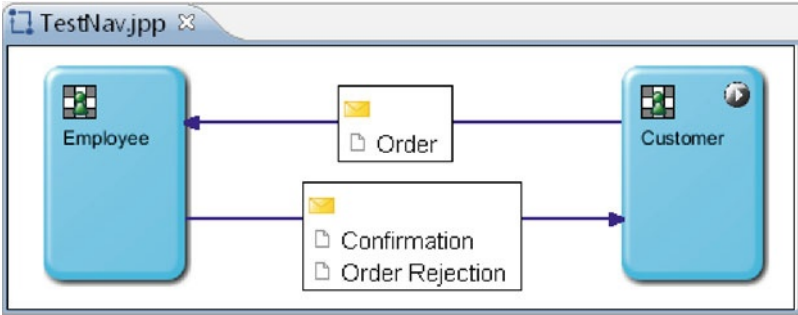 TestNav.jpp
Employee
Order
Customer
Confirmation
Order Rejection